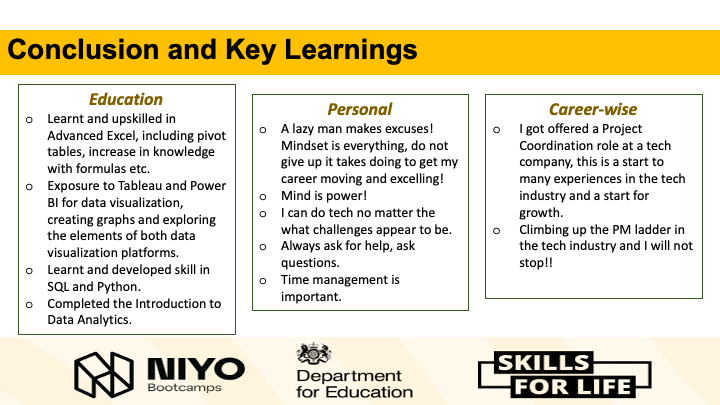 Conclusion and Key Learnings
Education
o Learnt and upskilled in
Advanced Excel, including pivot
tables, increase in knowledge
with formulas etc.
o Exposure to Tableau and Power
BI for data visualization,
creating graphs and exploring
the elements of both data
visualization platforms.
o Learnt and developed skill in
SQL and Python.
o Completed the Introduction to
Data Analytics.
Personal
o A lazy man makes excuses!
Mindset is everything, do not
give up it takes doing to get my
career moving and excelling!
o Mind is power!
o I can do tech no matter the
what challenges appear to be.
o Always ask for help, ask
questions.
o Time management is
important.
Career-wise
o I got offered a Project
Coordination role at a tech
company, this is a start to
many experiences in the tech
industry and a start for
growth.
o Climbing up the PM ladder in
the tech industry and I will not
stop!!
NIYO
Bootcamps
Department
for Education
SKILLS
FOR LIFE